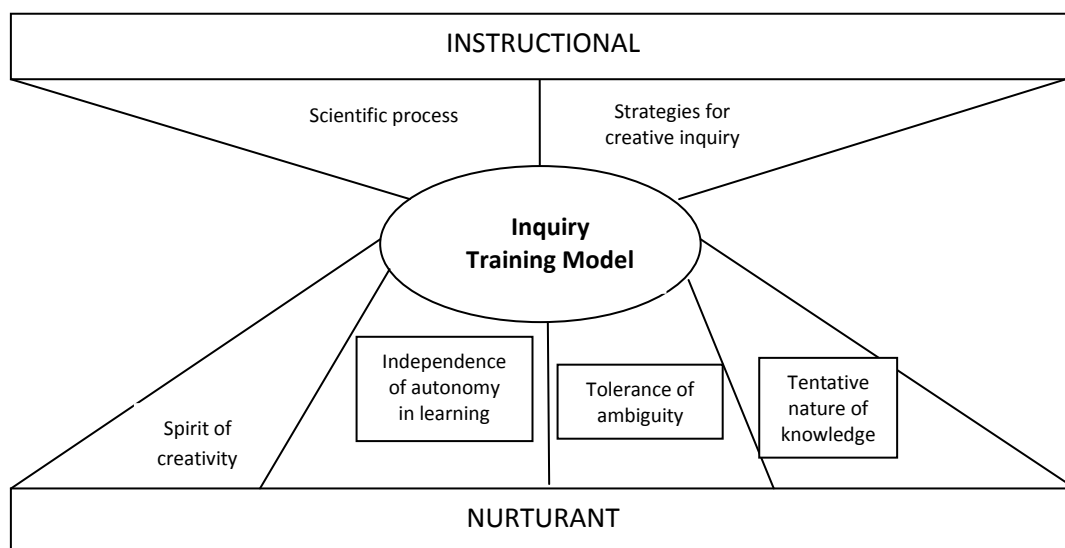 INSTRUCTIONAL
Scientific process
Strategies for
creative inquiry
Inquiry
Training Model
Independence
of autonomy
in learning
Tolerance of
ambiguity
Tentative
nature of
knowledge
Spirit of
creativity
NURTURANT